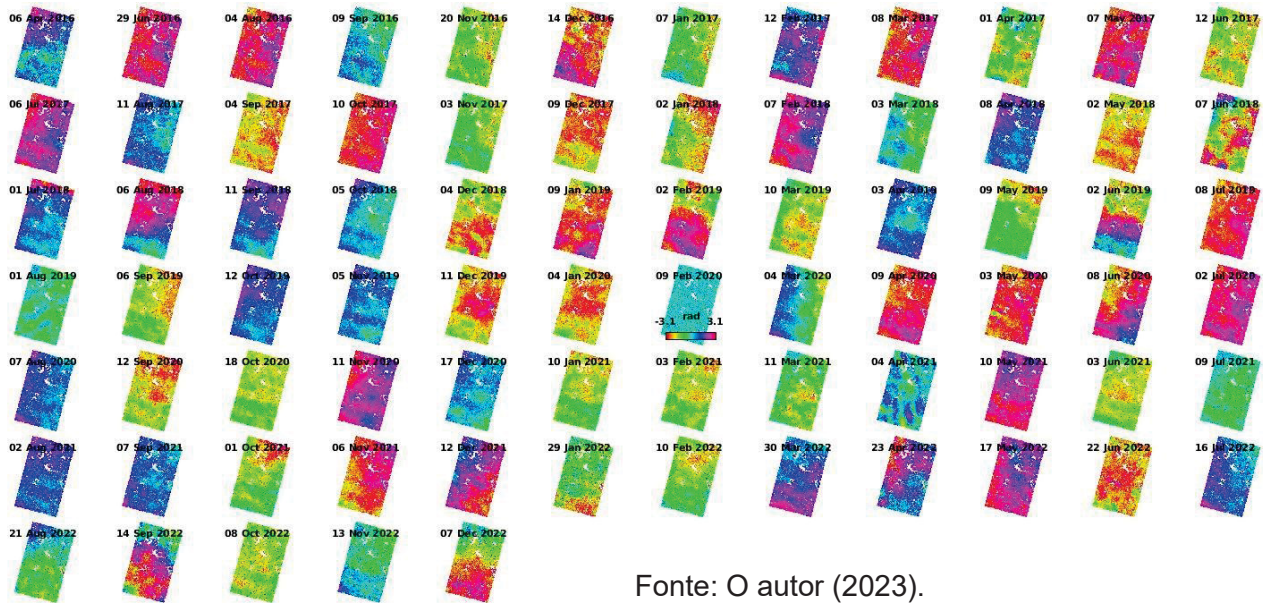 06 Apr 2016 29 Jun 2016 04 Aug 2016 09 Sep 2016 20 Nov 2016 14 Dec 2016 07 Jan 2017 12 Feb 2017 08 Mar 2017 01 Apr 2017 07 May 2017 12 Jun 2017
06 Jul 2017 11 Aug 2017 04 Sep 2017 10 Oct 2017 03 Nov 2017 09 Dec 2017 02 Jan 2018 07 Feb 2018 03 Mar 2018 08 Apr 2018 02 May 2018 07 Jun 2018
01 Jul 2018 06 Aug 2018 11 Sep 2018 05 Oct 2018 04 Dec 2018 09 Jan 2019 02 Feb 2019 10 Mar 2019 03 Apr 2019 09 May 2019 02 Jun 2019 08 Jul 2019
01 Aug 2019 06 Sep 2019 12 Oct 2019 05 Nov 2019 11 Dec 2019 04 Jan 2020 09 Feb 2020 04 Mar 2020 09 Apr 2020 03 May 2020 08 Jun 2020 02 Jul 2020
-3.1 rad 3.1
07 Aug 2020 12 Sep 2020 18 Oct 2020 11 Nov 2020 17 Dec 2020 10 Jan 2021 03 Feb 2021 11 Mar 2021 04 Apr 2021 10 May 2021 03 Jun 2021 09 Jul 2021
02 Aug 2021 07 Sep 2021 01 Oct 2021 06 Nov 2021 12 Dec 2021 29 Jan 2022 10 Feb 2022 30 Mar 2022 23 Apr 2022 17 May 2022 22 Jun 2022 16 Jul 2022
21 Aug 2022 14 Sep 2022 08 Oct 2022 13 Nov 2022 07 Dec 2022
Fonte: O autor (2023).